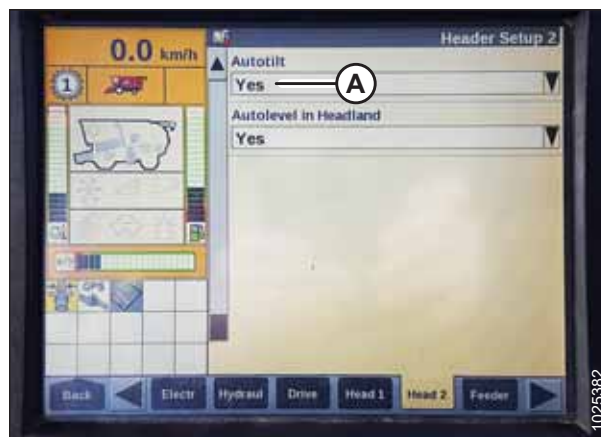 Header Setup 2
0.0 km/h
1
Autotilt
Yes
A
Autolevel in Headland
Yes
Back
Electr
Hydraul
Drive
Head 1
Head 2
Feeder
1025382